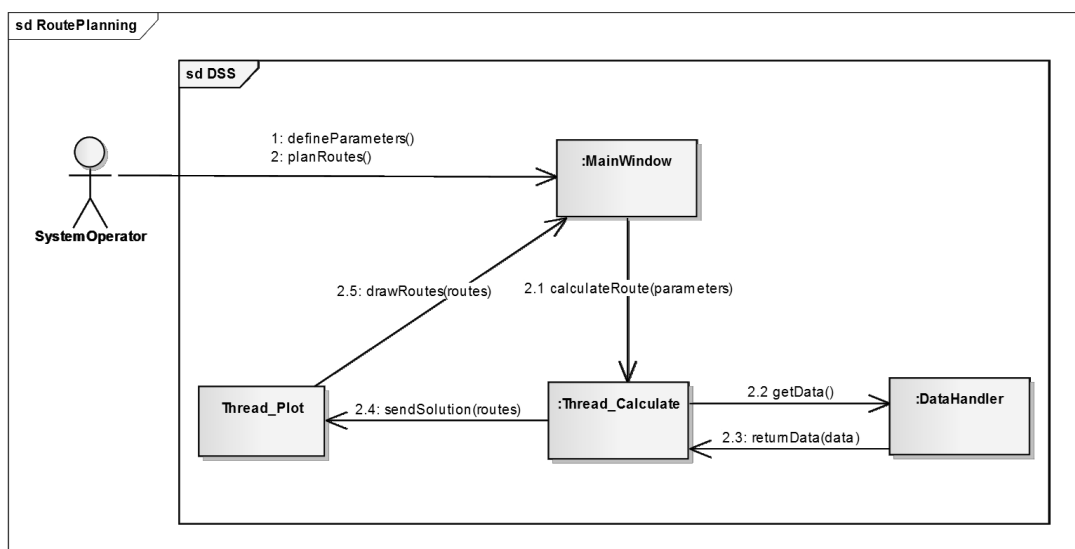 sd RoutePlanning
sd DSS
1: defineParameters()
2: planRoutes()
:MainWindow
SystemOperator
2.5: drawRoutes(routes)
2.1 calculateRoute(parameters)
Thread_Plot
2.4: sendSolution(routes)
:Thread_Calculate
2.2 getData()
:DataHandler
2.3: returnData(data)